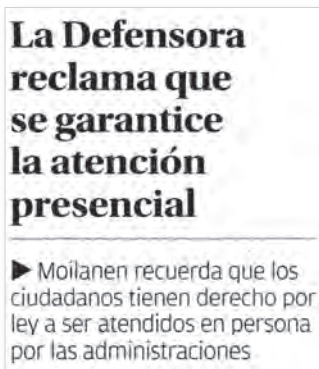 La Defensora
reclama que
se garantice
la atención
presencial
▶ Moilanen recuerda que los
ciudadanos tienen derecho por
ley a ser atendidos en persona
por las administraciones